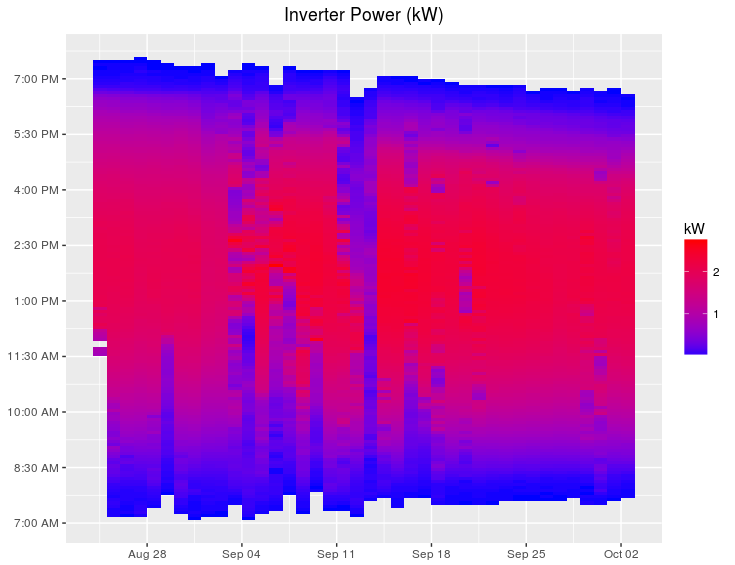 Inverter Power (kW)
7:00 PM
5:30 PM
4:00 PM
2:30 PM
1:00 PM
11:30 AM
10:00 AM
8:30 AM
7:00 AM
Aug 28 Sep 04 Sep 11 Sep 18 Sep 25 Oct 02
kW
2
1